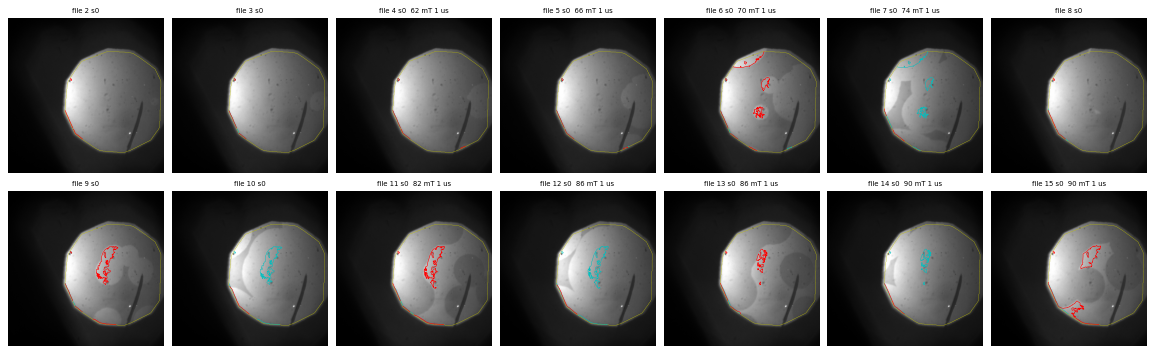 file 2 s0
file 3 s0
file 4 s0  62 mT 1 us
file 5 s0  66 mT 1 us
file 6 s0  70 mT 1 us
file 7 s0  74 mT 1 us
file 8 s0
file 9 s0
file 10 s0
file 11 s0  82 mT 1 us
file 12 s0  86 mT 1 us
file 13 s0  86 mT 1 us
file 14 s0  90 mT 1 us
file 15 s0  90 mT 1 us